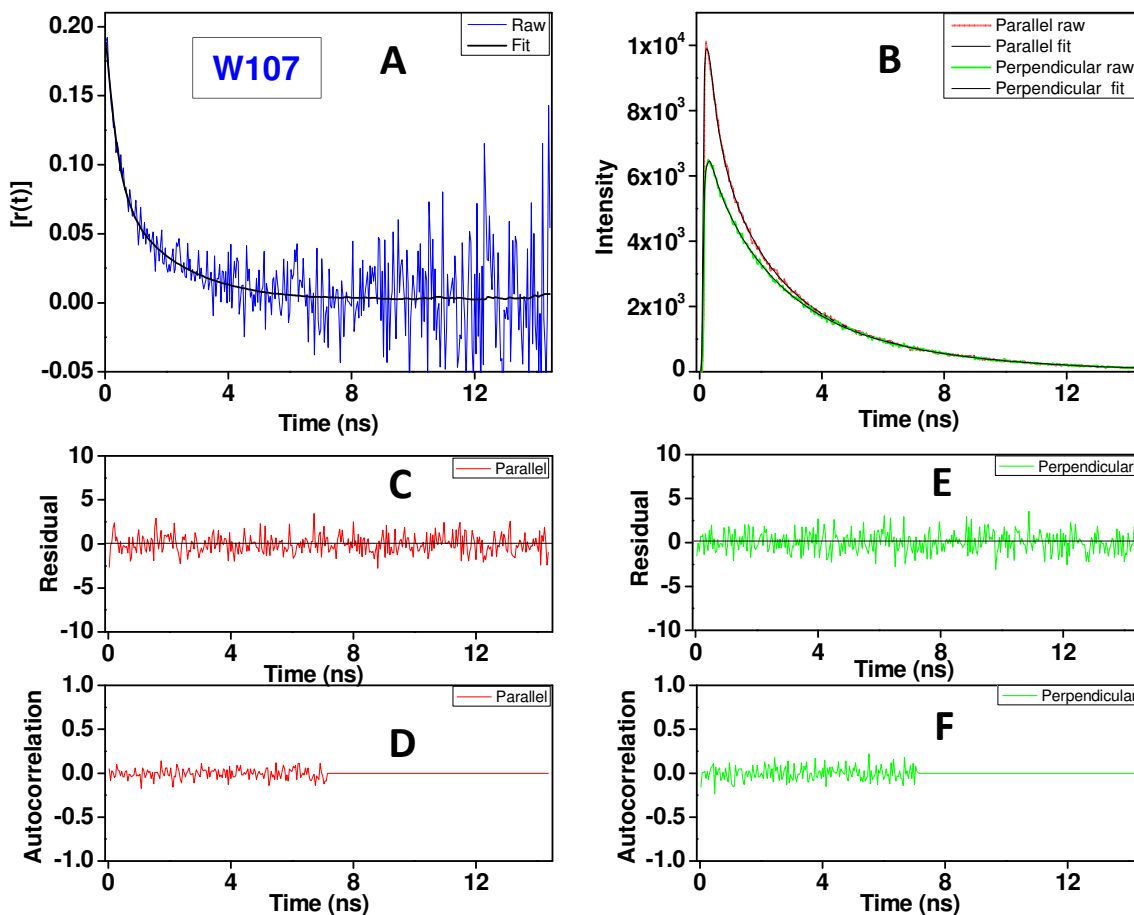 A
W107
Raw
Fit
[r(t)]
0.20
0.15
0.10
0.05
0.00
-0.05
0 4 8 12
Time (ns)
B
Parallel raw
Parallel fit
Perpendicular raw
Perpendicular fit
Intensity
1x10⁴
8x10³
6x10³
4x10³
2x10³
0
0 4 8 12
Time (ns)
C
Parallel
Residual
10
5
0
-5
-10
0 4 8 12
Time (ns)
E
Perpendicular
Residual
10
5
0
-5
-10
0 4 8 12
Time (ns)
D
Parallel
Autocorrelation
1.0
0.5
0.0
-0.5
-1.0
0 4 8 12
Time (ns)
F
Perpendicular
Autocorrelation
1.0
0.5
0.0
-0.5
-1.0
0 4 8 12
Time (ns)